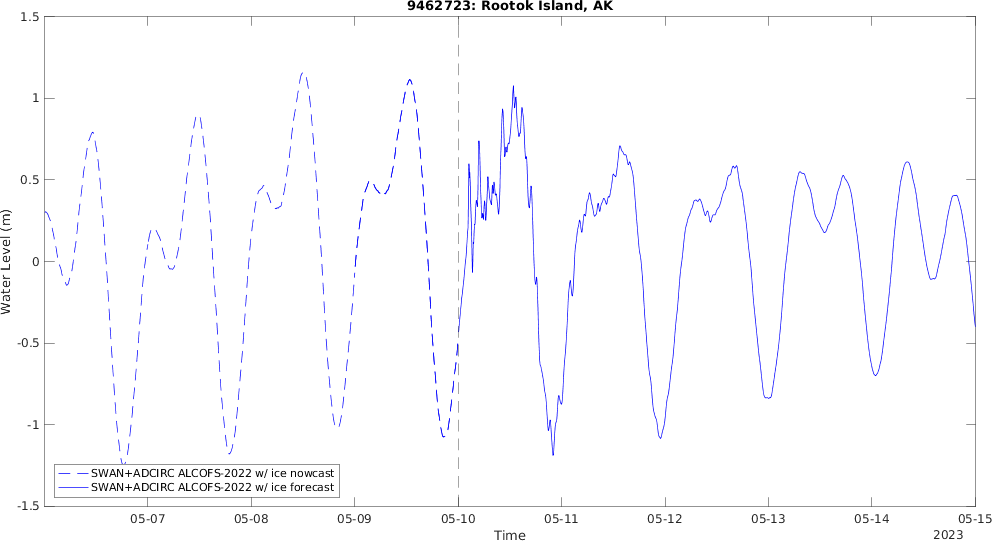 9462723: Rootok Island, AK
Water Level (m)
1.5
1
0.5
0
-0.5
-1
-1.5
SWAN+ADCIRC ALCOFS-2022 w/ ice nowcast
SWAN+ADCIRC ALCOFS-2022 w/ ice forecast
05-07 05-08 05-09 05-10 05-11 05-12 05-13 05-14 05-15
Time
2023